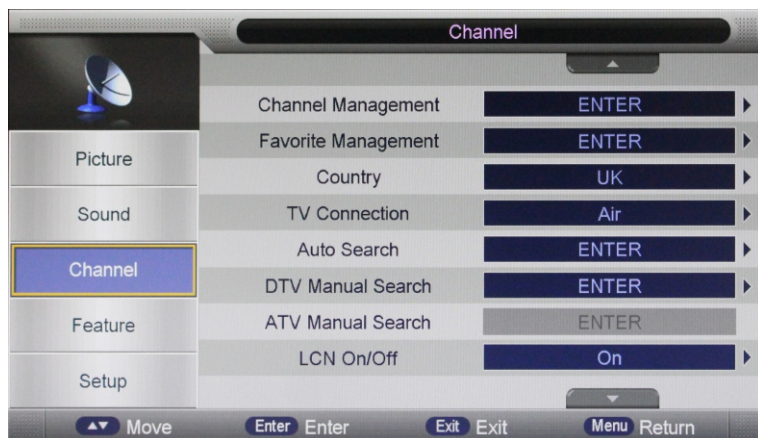 Channel
Channel Management ENTER
Favorite Management ENTER
Country UK
TV Connection Air
Auto Search ENTER
DTV Manual Search ENTER
ATV Manual Search ENTER
LCN On/Off On
Picture
Sound
Channel
Feature
Setup
Move Enter Enter Exit Exit Menu Return